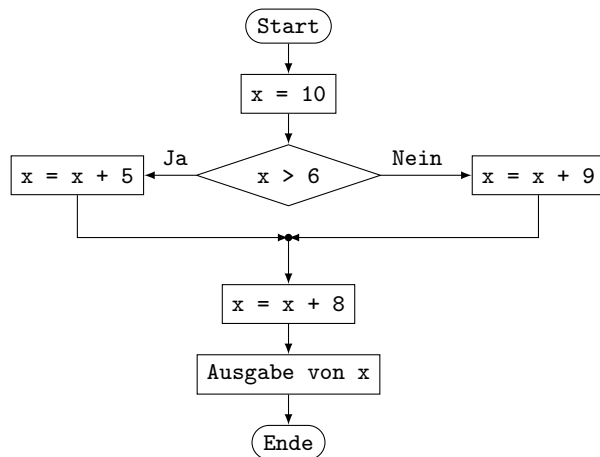 Start
x = 10
Ja
Nein
x = x + 5
x > 6
x = x + 9
x = x + 8
Ausgabe von x
Ende